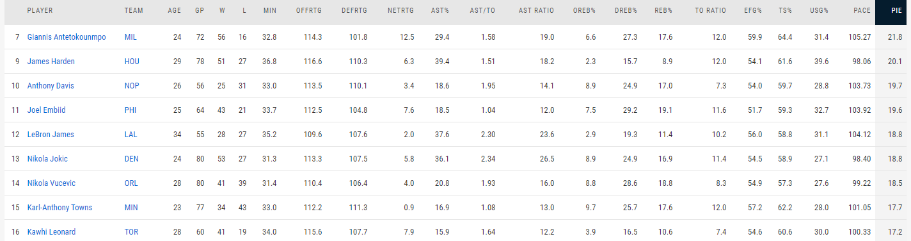 PLAYER TEAM AGE GP W L MIN OFFRTG DEFRTG NETRTG AST% AST/TO AST RATIO OREB% DREB% REB% TO RATIO EFG% TS% USG% PACE PIE
7 Giannis Antetokounmpo MIL 24 72 56 16 32.8 114.3 101.8 12.5 29.4 1.58 19.0 6.6 27.3 17.6 12.0 59.9 64.4 31.4 105.27 21.8
9 James Harden HOU 29 78 51 27 36.8 116.6 110.3 6.3 39.4 1.51 18.2 2.3 15.7 8.9 12.0 54.1 61.6 39.6 98.06 20.1
10 Anthony Davis NOP 26 56 25 31 33.0 113.5 110.1 3.4 18.6 1.95 14.1 8.9 24.9 17.0 7.3 54.0 59.7 28.8 103.73 19.7
11 Joel Embiid PHI 25 64 43 21 33.7 112.5 104.8 7.6 18.5 1.04 12.0 7.5 29.2 19.1 11.6 51.7 59.3 32.7 103.92 19.6
12 LeBron James LAL 34 55 28 27 35.2 109.6 107.6 2.0 37.6 2.30 23.6 2.9 19.3 11.4 10.2 56.0 58.8 31.1 104.12 18.8
13 Nikola Jokic DEN 24 80 53 27 31.3 113.3 107.5 5.8 36.1 2.34 26.5 8.9 24.9 16.9 11.4 54.5 58.9 27.1 98.40 18.8
14 Nikola Vucevic ORL 28 80 41 39 31.4 110.4 106.4 4.0 20.8 1.93 16.0 8.8 28.6 18.8 8.3 54.9 57.3 27.6 99.22 18.5
15 Karl-Anthony Towns MIN 23 77 34 43 33.0 112.2 111.3 0.9 16.9 1.08 13.0 9.7 25.7 17.6 12.0 57.2 62.2 28.0 101.05 17.7
16 Kawhi Leonard TOR 28 60 41 19 34.0 115.6 107.7 7.9 15.9 1.64 12.2 3.9 16.5 10.6 7.4 54.6 60.6 30.0 100.33 17.2